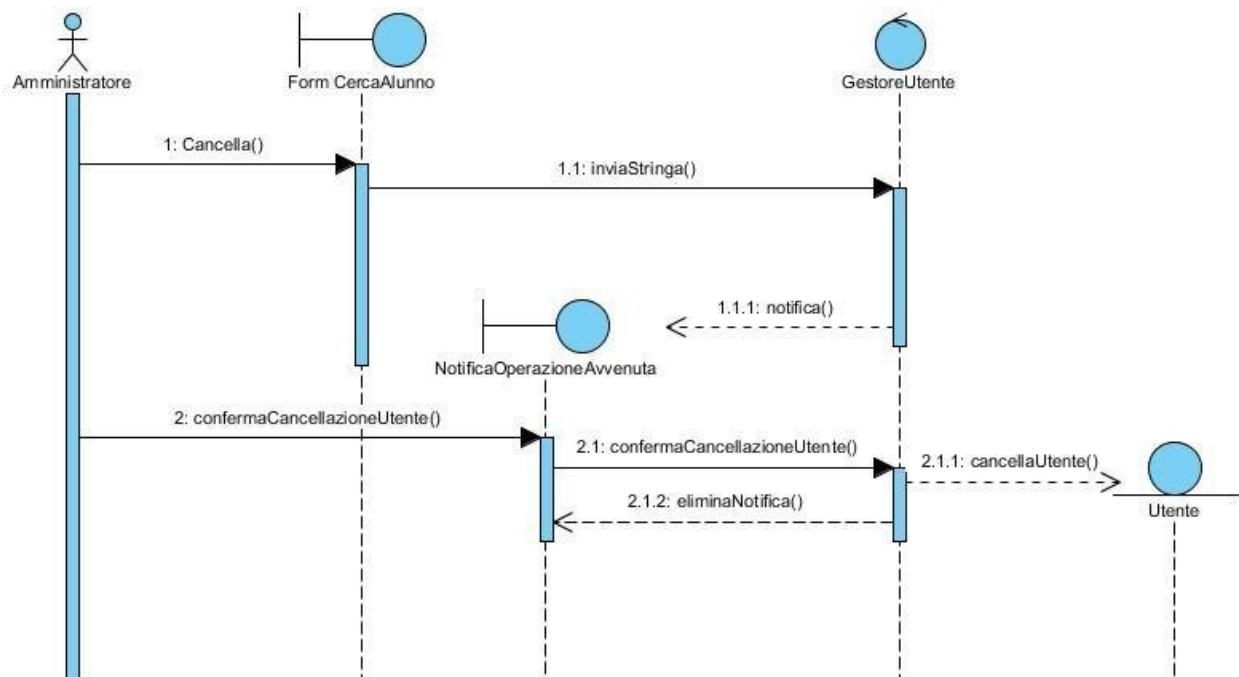 Amministratore
Form CercaAlunno
GestoreUtente
1: Cancella()
1.1: inviaStringa()
1.1.1: notifica()
NotificaOperazioneAvvenuta
2: confermaCancellazioneUtente()
2.1: confermaCancellazioneUtente()
2.1.1: cancellaUtente()
2.1.2: eliminaNotifica()
Utente